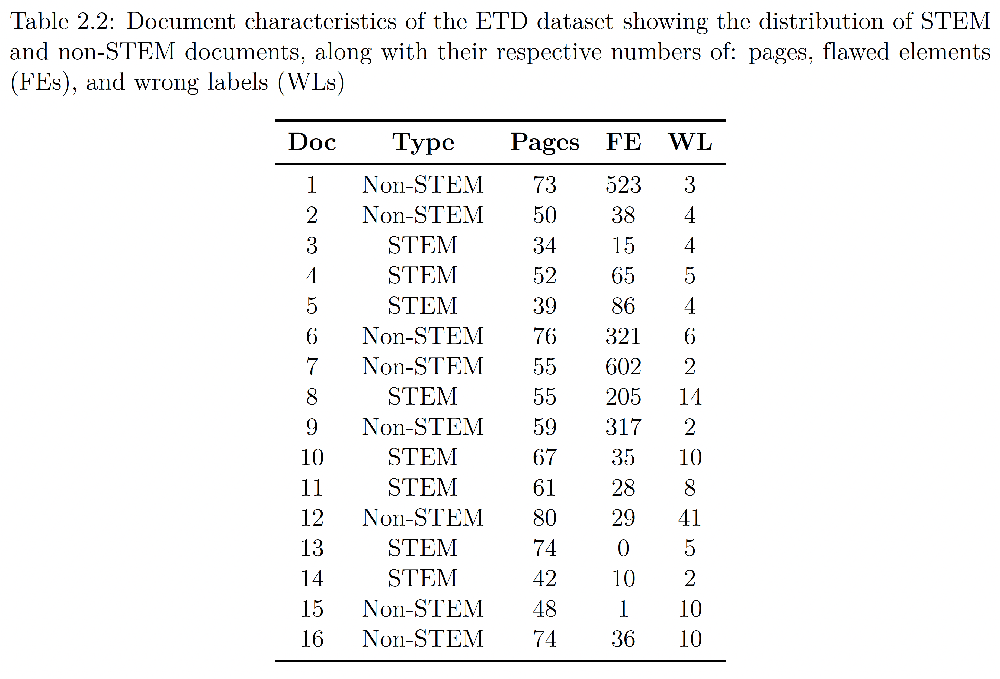 Table 2.2: Document characteristics of the ETD dataset showing the distribution of STEM
and non-STEM documents, along with their respective numbers of: pages, flawed elements
(FEs), and wrong labels (WLs)
Doc Type Pages FE WL
1 Non-STEM 73 523 3
2 Non-STEM 50 38 4
3 STEM 34 15 4
4 STEM 52 65 5
5 STEM 39 86 4
6 Non-STEM 76 321 6
7 Non-STEM 55 602 2
8 STEM 55 205 14
9 Non-STEM 59 317 2
10 STEM 67 35 10
11 STEM 61 28 8
12 Non-STEM 80 29 41
13 STEM 74 0 5
14 STEM 42 10 2
15 Non-STEM 48 1 10
16 Non-STEM 74 36 10